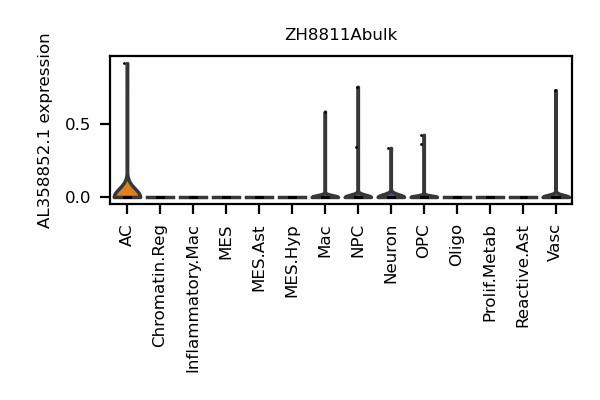 ZH8811Abulk
AL358852.1 expression
0.5
0.0
AC
Chromatin.Reg
Inflammatory.Mac
MES
MES.Ast
MES.Hyp
Mac
NPC
Neuron
OPC
Oligo
Prolif.Metab
Reactive.Ast
Vasc